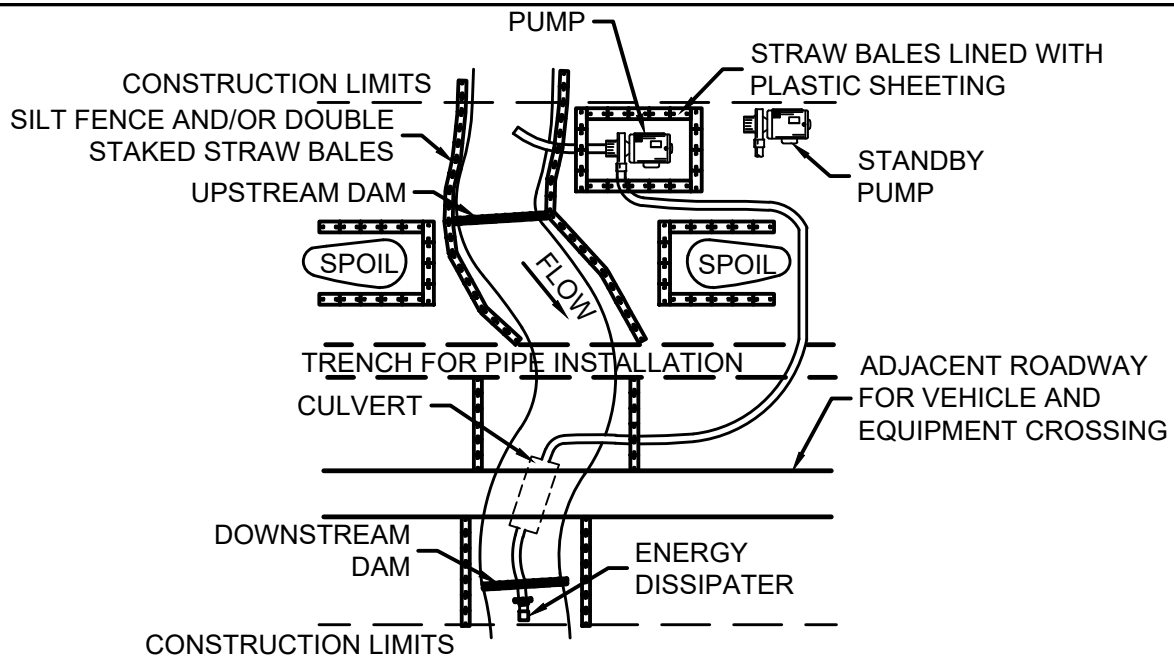 PUMP
STRAW BALES LINED WITH
PLASTIC SHEETING
CONSTRUCTION LIMITS
SILT FENCE AND/OR DOUBLE
STAKED STRAW BALES
STANDBY
PUMP
UPSTREAM DAM
SPOIL
FLOW
SPOIL
TRENCH FOR PIPE INSTALLATION
ADJACENT ROADWAY
FOR VEHICLE AND
EQUIPMENT CROSSING
CULVERT
DOWNSTREAM
DAM
ENERGY
DISSIPATER
CONSTRUCTION LIMITS